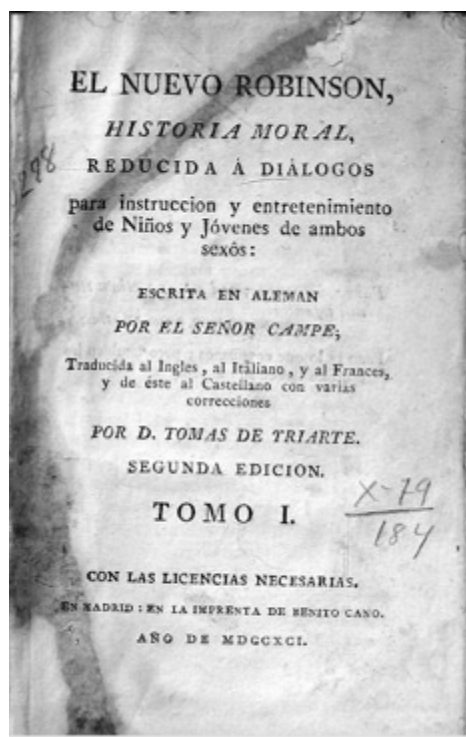 EL NUEVO ROBINSON,
HISTORIA MORAL,
REDUCIDA Á DIÁLOGOS
para instruccion y entretenimiento
de Niños y Jóvenes de ambos
sexôs:
ESCRITA EN ALEMAN
POR EL SEÑOR CAMPE;
Traducida al Ingles, al Italiano, y al Frances,
y de éste al Castellano con varias
correcciones
POR D. TOMAS DE YRIARTE.
SEGUNDA EDICION.
TOMO I.
X-79
184
CON LAS LICENCIAS NECESARIAS.
EN MADRID: EN LA IMPRENTA DE BENITO CANO.
AÑO DE MDCCXCI.